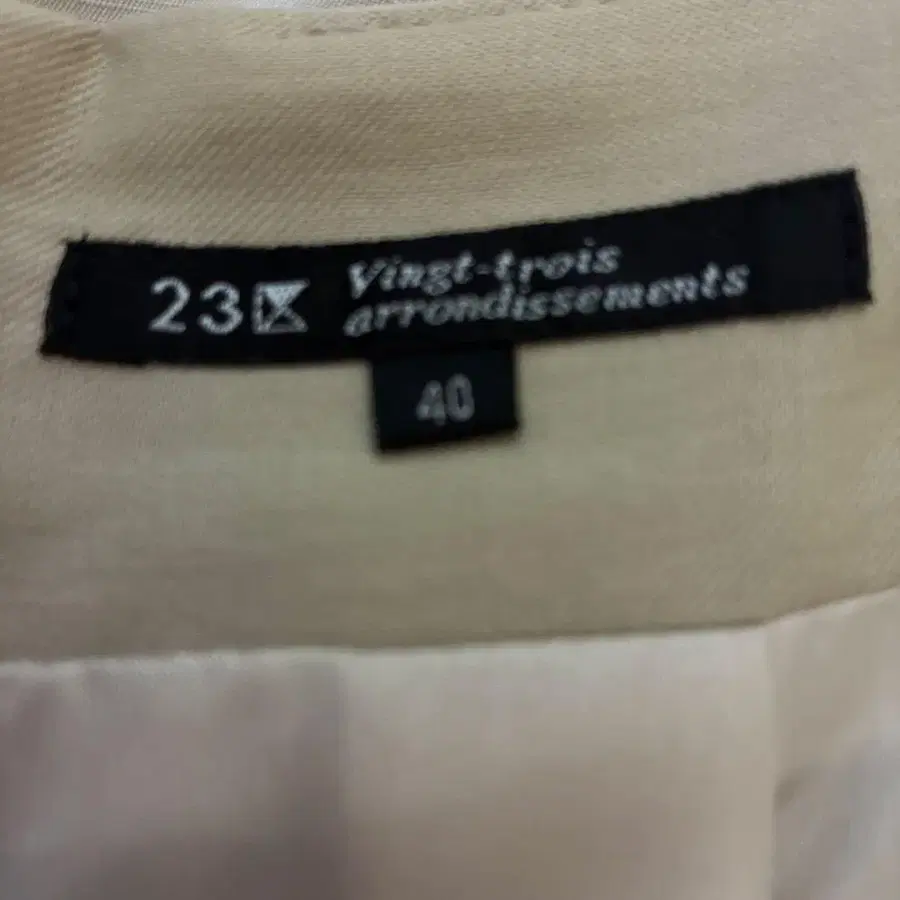 23区 Vingt-trois
arrondissements
40